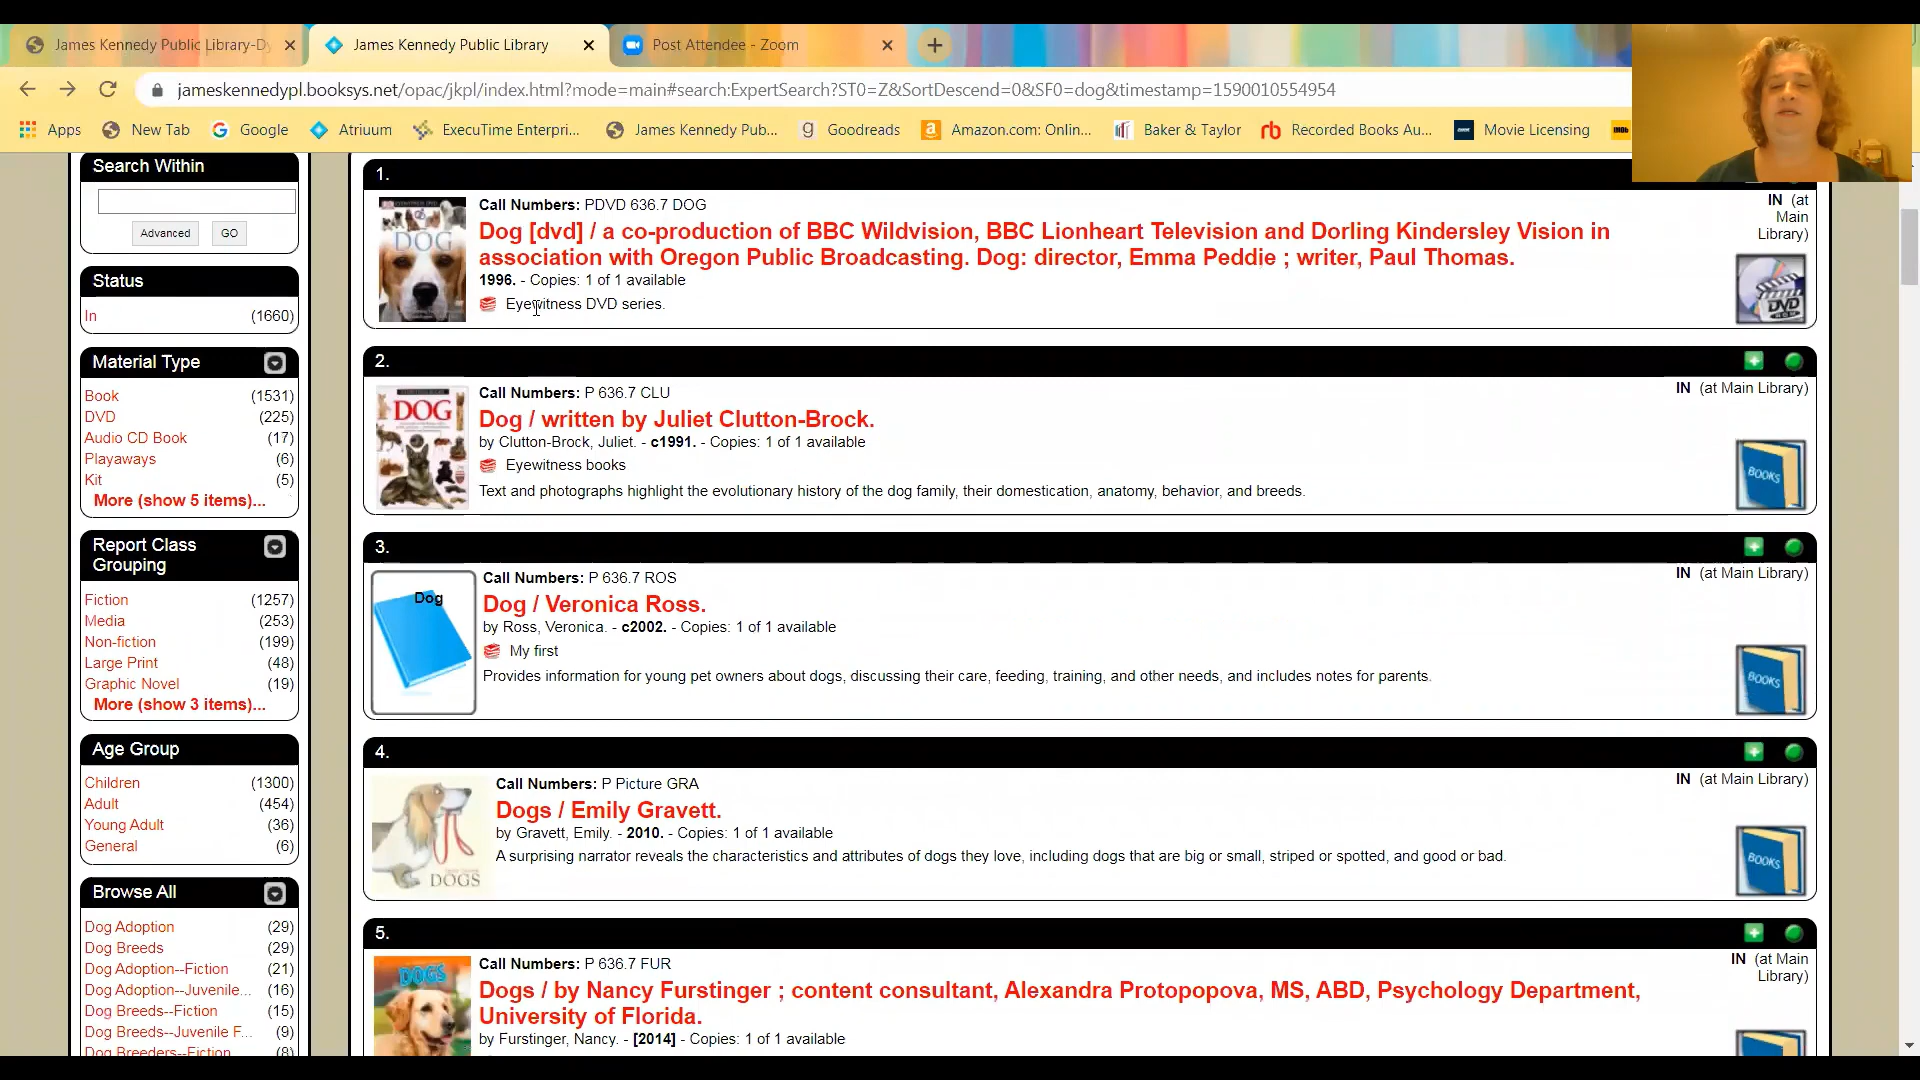 James Kennedy Public Library-Dy
James Kennedy Public Library
Post Attendee - Zoom
jameskennedypl.booksys.net/opac/jkpl/index.html?mode=main#search:ExpertSearch?ST0=Z&SortDescend=0&SF0=dog&timestamp=1590010554954
Apps New Tab Google Atriuum ExecuTime Enterpri... James Kennedy Pub... Goodreads Amazon.com: Onlin... Baker & Taylor Recorded Books Au... Movie Licensing
Search Within
Advanced GO
Status
In (1660)
Material Type
Book (1531)
DVD (225)
Audio CD Book (17)
Playaways (6)
Kit (5)
More (show 5 items)...
Report Class
Grouping
Fiction (1257)
Media (253)
Non-fiction (199)
Large Print (48)
Graphic Novel (19)
More (show 3 items)...
Age Group
Children (1300)
Adult (454)
Young Adult (36)
General (6)
Browse All
Dog Adoption (29)
Dog Breeds (29)
Dog Adoption--Fiction (21)
Dog Adoption--Juvenile... (16)
Dog Breeds--Fiction (15)
Dog Breeds--Juvenile F... (9)
Dog Breeders--Fiction (8)
1.
DOG
Call Numbers: PDVD 636.7 DOG
Dog [dvd] / a co-production of BBC Wildvision, BBC Lionheart Television and Dorling Kindersley Vision in
association with Oregon Public Broadcasting. Dog: director, Emma Peddie ; writer, Paul Thomas.
1996. - Copies: 1 of 1 available
Eyewitness DVD series.
IN (at
Main
Library)
DVD
2.
DOG
Call Numbers: P 636.7 CLU
Dog / written by Juliet Clutton-Brock.
by Clutton-Brock, Juliet. - c1991. - Copies: 1 of 1 available
Eyewitness books
Text and photographs highlight the evolutionary history of the dog family, their domestication, anatomy, behavior, and breeds.
IN (at Main Library)
BOOKS
3.
Dog
Call Numbers: P 636.7 ROS
Dog / Veronica Ross.
by Ross, Veronica. - c2002. - Copies: 1 of 1 available
My first
Provides information for young pet owners about dogs, discussing their care, feeding, training, and other needs, and includes notes for parents.
IN (at Main Library)
BOOKS
4.
DOGS
Call Numbers: P Picture GRA
Dogs / Emily Gravett.
by Gravett, Emily. - 2010. - Copies: 1 of 1 available
A surprising narrator reveals the characteristics and attributes of dogs they love, including dogs that are big or small, striped or spotted, and good or bad.
IN (at Main Library)
BOOKS
5.
DOGS
Call Numbers: P 636.7 FUR
Dogs / by Nancy Furstinger ; content consultant, Alexandra Protopopova, MS, ABD, Psychology Department,
University of Florida.
by Furstinger, Nancy. - [2014] - Copies: 1 of 1 available
IN (at Main
Library)